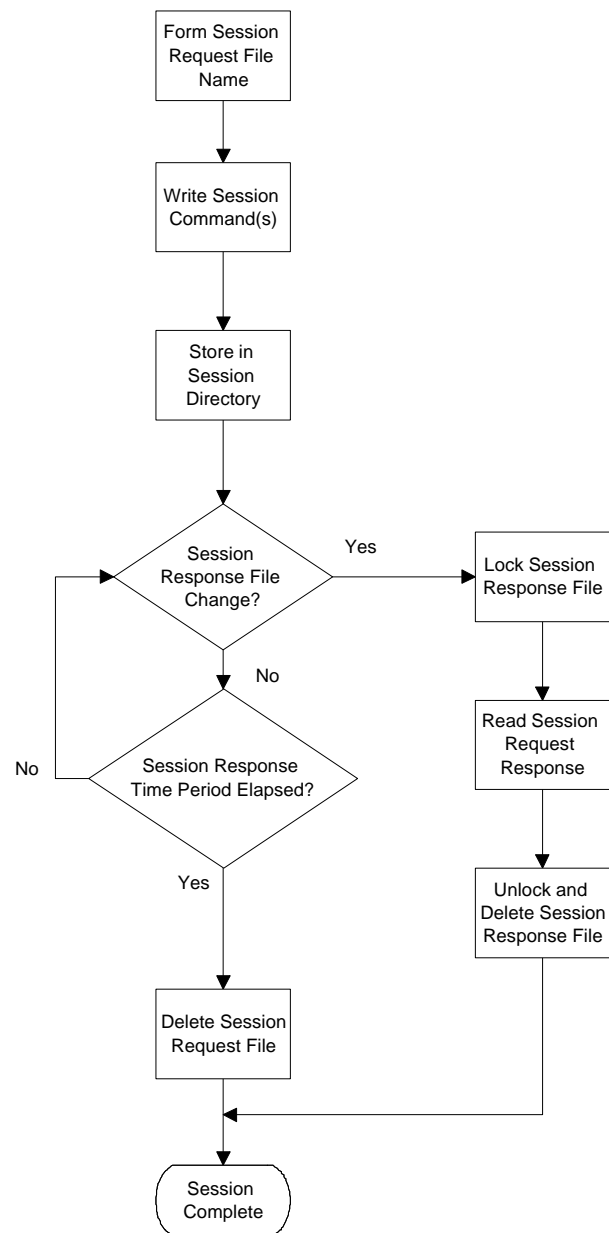 Form Session
Request File
Name
Write Session
Command(s)
Store in
Session
Directory
Session
Response File
Change?
Yes
Lock Session
Response File
No
Read Session
Request
Response
No
Session Response
Time Period Elapsed?
Yes
Unlock and
Delete Session
Response File
Delete Session
Request File
Session
Complete